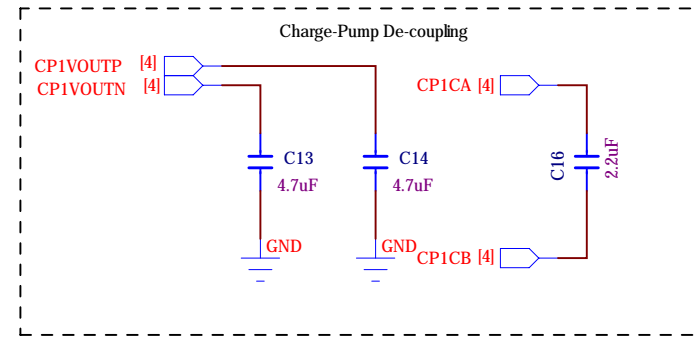 Charge-Pump De-coupling
CP1VOUTP [4]
CP1VOUTN [4]
CP1CA [4]
C13
4.7uF
C14
4.7uF
C16
2.2uF
GND
GND
CP1CB [4]